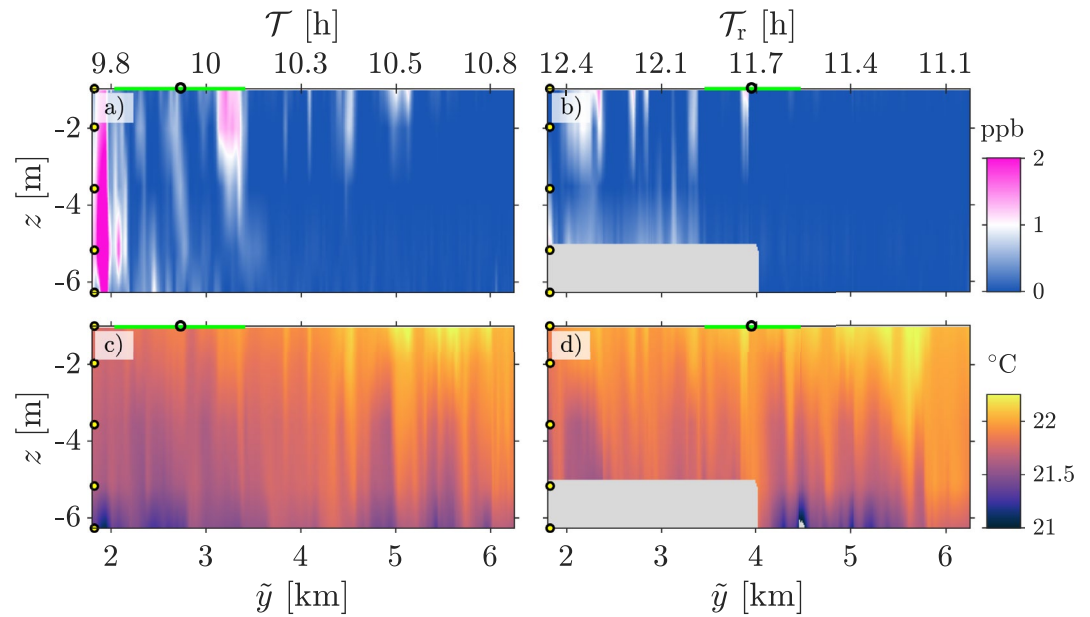 𝒯 [h]
𝒯r [h]
9.8 10 10.3 10.5 10.8
12.4 12.1 11.7 11.4 11.1
a)
b)
ppb
z [m]
-2
-4
-6
2
1
0
c)
d)
°C
z [m]
-2
-4
-6
22
21.5
21
2 3 4 5 6
2 3 4 5 6
ỹ [km]
ỹ [km]